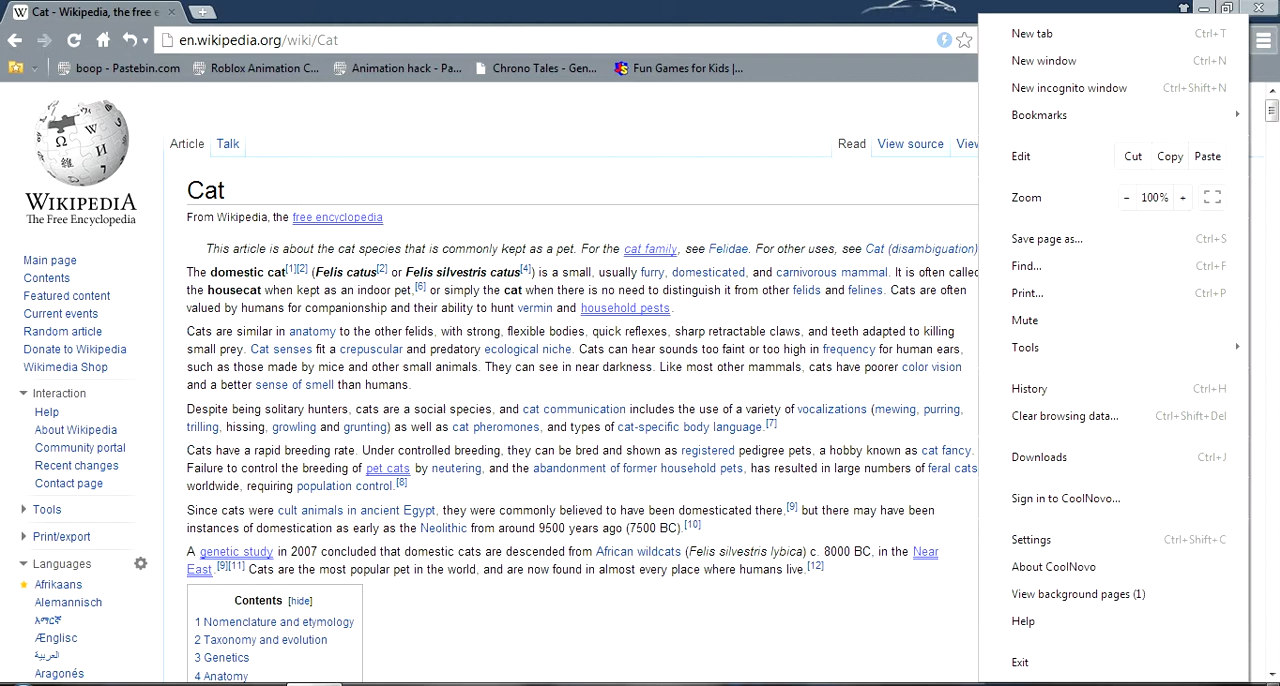 Cat - Wikipedia, the free e
en.wikipedia.org/wiki/Cat
boop - Pastebin.com
Roblox Animation C...
Animation hack - Pa...
Chrono Tales - Gen...
Fun Games for Kids |...
WIKIPEDIA
The Free Encyclopedia
Main page
Contents
Featured content
Current events
Random article
Donate to Wikipedia
Wikimedia Shop
Interaction
Help
About Wikipedia
Community portal
Recent changes
Contact page
Tools
Print/export
Languages
Afrikaans
Alemannisch
አማርኛ
Ænglisc
العربية
Aragonés
Article Talk
Read View source View
Cat
From Wikipedia, the free encyclopedia
This article is about the cat species that is commonly kept as a pet. For the cat family, see Felidae. For other uses, see Cat (disambiguation)
The domestic cat[1][2] (Felis catus[2] or Felis silvestris catus[4]) is a small, usually furry, domesticated, and carnivorous mammal. It is often called
the housecat when kept as an indoor pet,[6] or simply the cat when there is no need to distinguish it from other felids and felines. Cats are often
valued by humans for companionship and their ability to hunt vermin and household pests.
Cats are similar in anatomy to the other felids, with strong, flexible bodies, quick reflexes, sharp retractable claws, and teeth adapted to killing
small prey. Cat senses fit a crepuscular and predatory ecological niche. Cats can hear sounds too faint or too high in frequency for human ears,
such as those made by mice and other small animals. They can see in near darkness. Like most other mammals, cats have poorer color vision
and a better sense of smell than humans.
Despite being solitary hunters, cats are a social species, and cat communication includes the use of a variety of vocalizations (mewing, purring,
trilling, hissing, growling and grunting) as well as cat pheromones, and types of cat-specific body language.[7]
Cats have a rapid breeding rate. Under controlled breeding, they can be bred and shown as registered pedigree pets, a hobby known as cat fancy.
Failure to control the breeding of pet cats by neutering, and the abandonment of former household pets, has resulted in large numbers of feral cats
worldwide, requiring population control.[8]
Since cats were cult animals in ancient Egypt, they were commonly believed to have been domesticated there,[9] but there may have been
instances of domestication as early as the Neolithic from around 9500 years ago (7500 BC).[10]
A genetic study in 2007 concluded that domestic cats are descended from African wildcats (Felis silvestris lybica) c. 8000 BC, in the Near
East.[9][11] Cats are the most popular pet in the world, and are now found in almost every place where humans live.[12]
Contents [hide]
1 Nomenclature and etymology
2 Taxonomy and evolution
3 Genetics
4 Anatomy
New tab Ctrl+T
New window Ctrl+N
New incognito window Ctrl+Shift+N
Bookmarks
Edit Cut Copy Paste
Zoom - 100% +
Save page as... Ctrl+S
Find... Ctrl+F
Print... Ctrl+P
Mute
Tools
History Ctrl+H
Clear browsing data... Ctrl+Shift+Del
Downloads Ctrl+J
Sign in to CoolNovo...
Settings Ctrl+Shift+C
About CoolNovo
View background pages (1)
Help
Exit